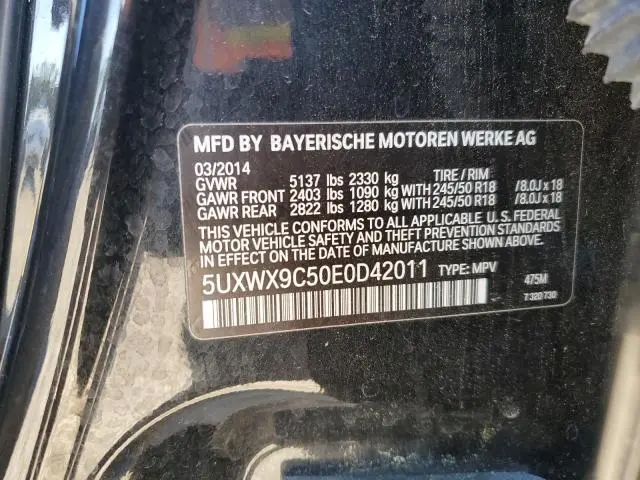 MFD BY BAYERISCHE MOTOREN WERKE AG
03/2014
GVWR 5137 lbs 2330 kg TIRE / RIM
GAWR FRONT 2403 lbs 1090 kg WITH 245/50 R18 /8.0J x 18
GAWR REAR 2822 lbs 1280 kg WITH 245/50 R18 /8.0J x 18
THIS VEHICLE CONFORMS TO ALL APPLICABLE U.S. FEDERAL
MOTOR VEHICLE SAFETY AND THEFT PREVENTION STANDARDS
IN EFFECT ON THE DATE OF MANUFACTURE SHOWN ABOVE.
5UXWX9C50E0D42011 TYPE: MPV 475M
7 320 730